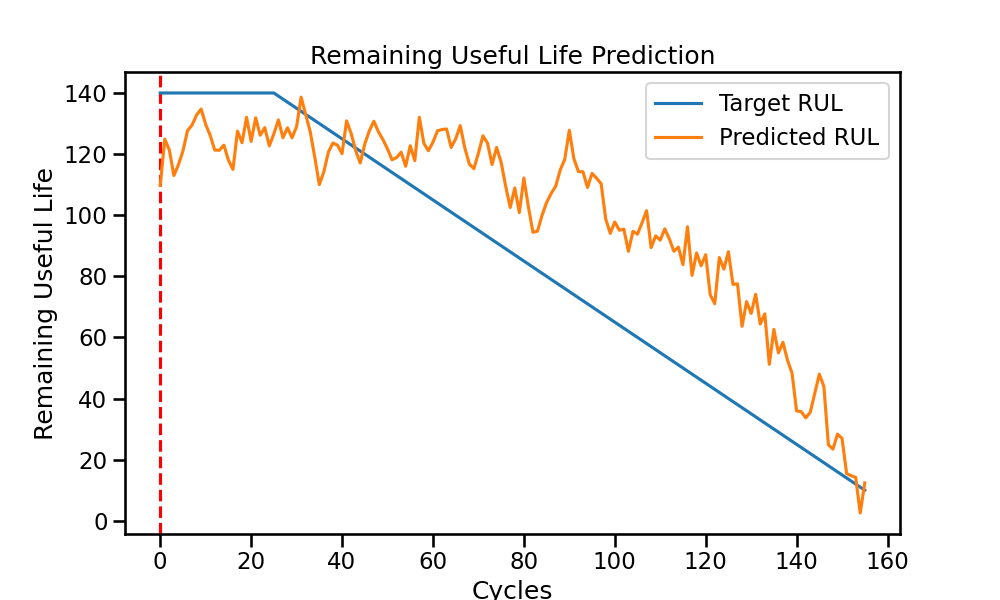 Remaining Useful Life Prediction
Target RUL
Predicted RUL
Remaining Useful Life
140
120
100
80
60
40
20
0
0 20 40 60 80 100 120 140 160
Cycles